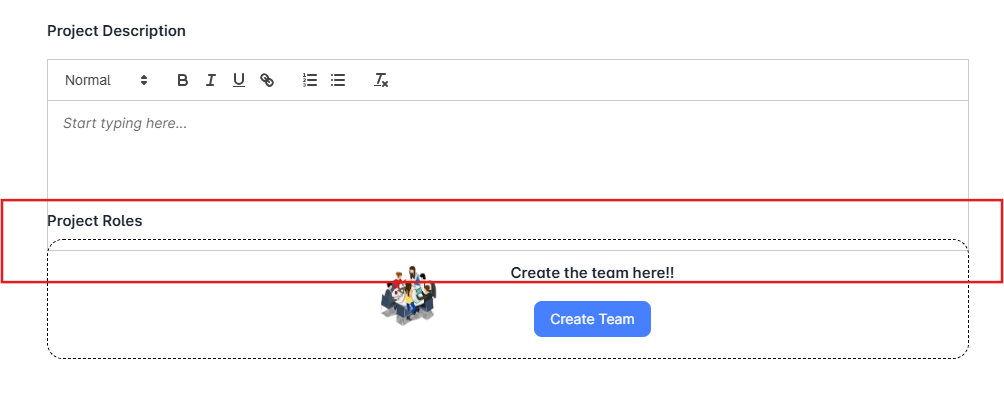 Project Description
Normal
Start typing here...
Project Roles
Create the team here!!
Create Team